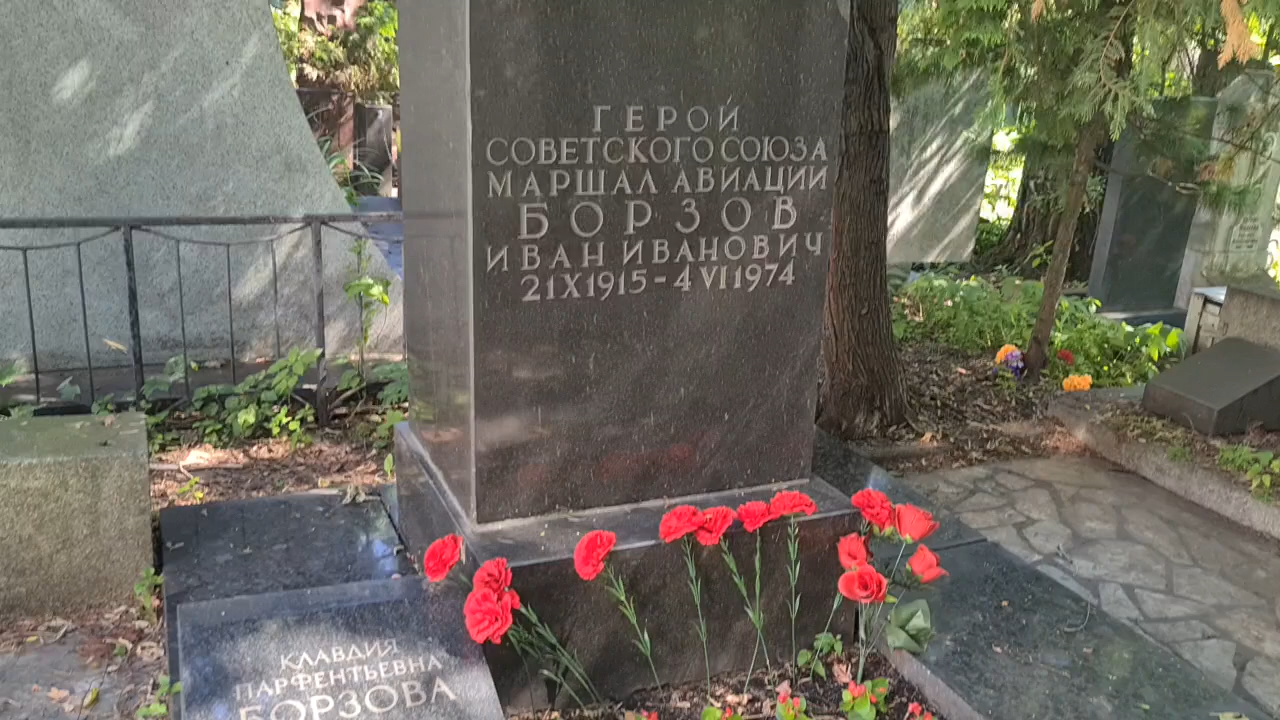 ГЕРОЙ
СОВЕТСКОГО СОЮЗА
МАРШАЛ АВИАЦИИ
БОРЗОВ
ИВАН ИВАНОВИЧ
21 X 1915 - 4 VI 1974
КЛАВДИЯ
ПАРФЕНТЬЕВНА
БОРЗОВА